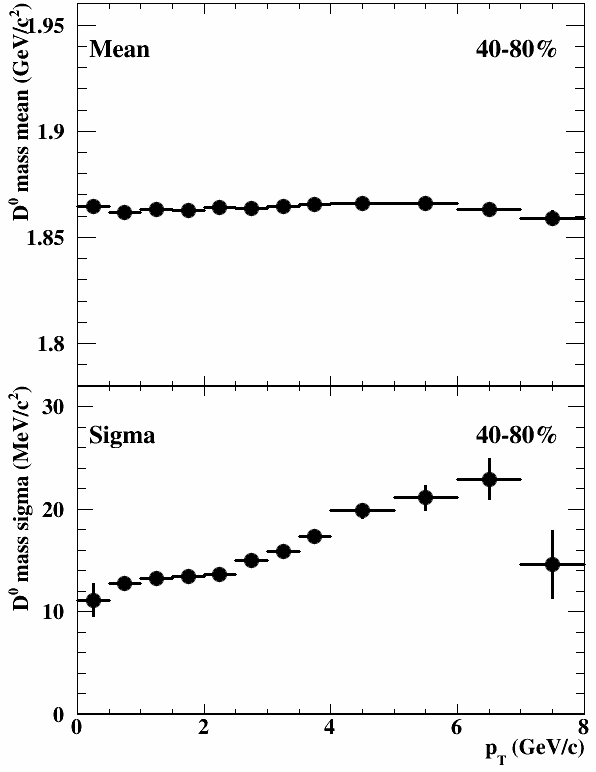 D⁰ mass mean (GeV/c²)
1.95
Mean
40-80%
1.9
1.85
1.8
D⁰ mass sigma (MeV/c²)
30
Sigma
40-80%
20
10
0
0 2 4 6 8
p_T (GeV/c)